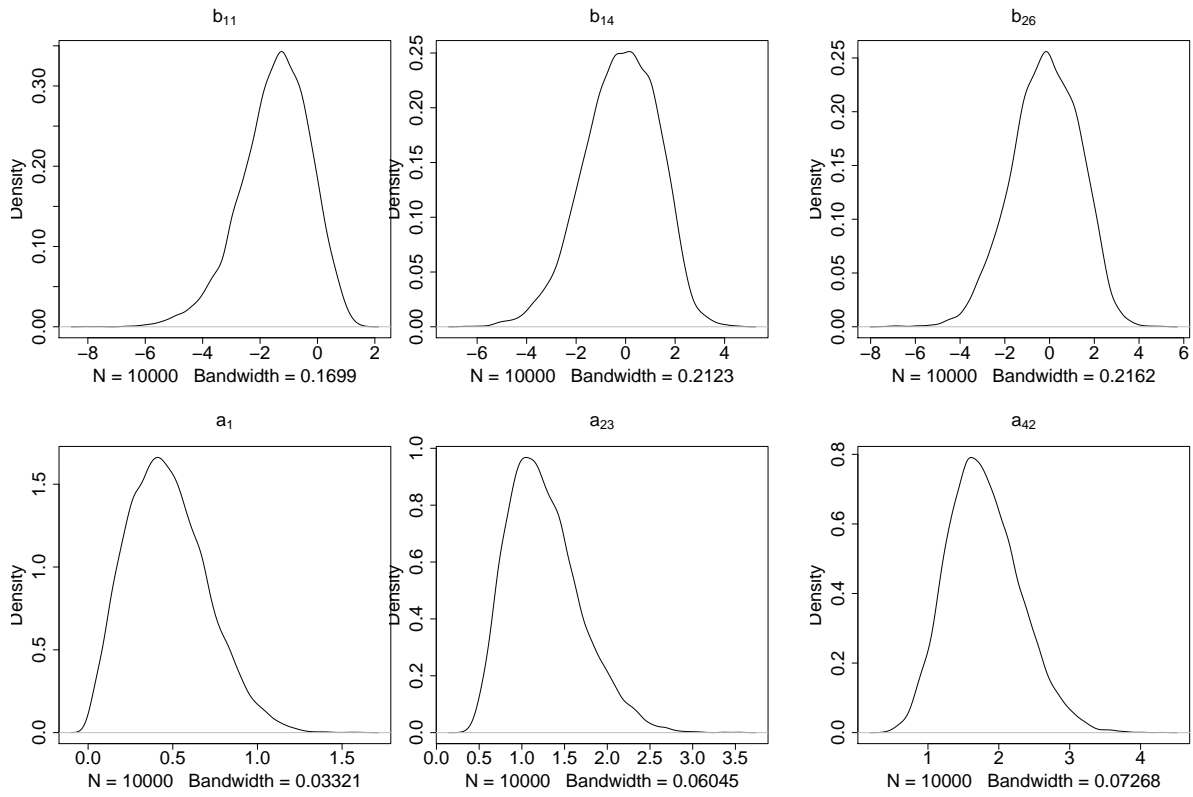 b₁₁
Density
0.00 0.10 0.20 0.30
−8 −6 −4 −2 0 2
N = 10000 Bandwidth = 0.1699
b₁₄
Density
0.00 0.05 0.10 0.15 0.20 0.25
−6 −4 −2 0 2 4
N = 10000 Bandwidth = 0.2123
b₂₆
Density
0.00 0.05 0.10 0.15 0.20 0.25
−8 −6 −4 −2 0 2 4 6
N = 10000 Bandwidth = 0.2162
a₁
Density
0.0 0.5 1.0 1.5
0.0 0.5 1.0 1.5
N = 10000 Bandwidth = 0.03321
a₂₃
Density
0.0 0.2 0.4 0.6 0.8 1.0
0.0 0.5 1.0 1.5 2.0 2.5 3.0 3.5
N = 10000 Bandwidth = 0.06045
a₄₂
Density
0.0 0.2 0.4 0.6 0.8
1 2 3 4
N = 10000 Bandwidth = 0.07268